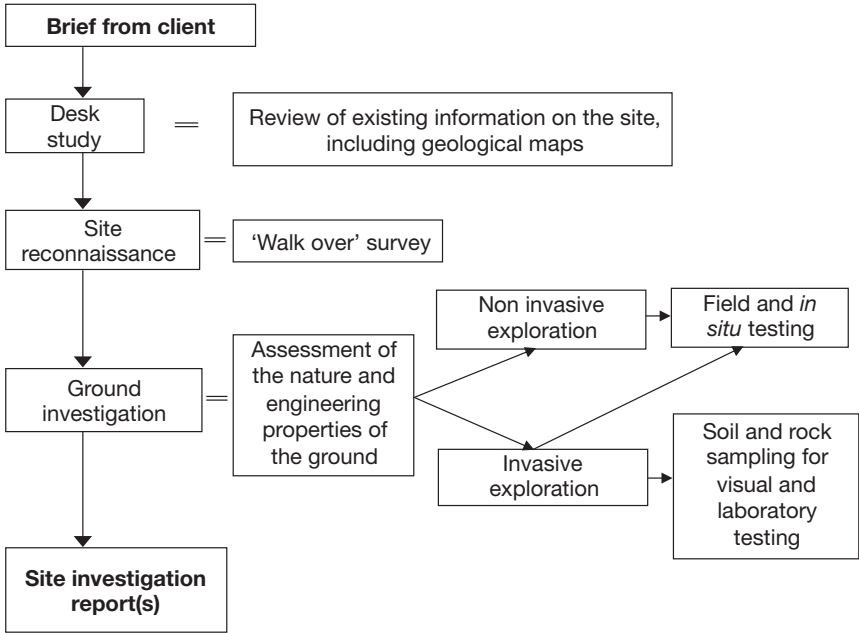 Brief from client
Desk
study
=
Review of existing information on the site,
including geological maps
Site
reconnaissance
=
‘Walk over’ survey
Ground
investigation
=
Assessment of
the nature and
engineering
properties of
the ground
Non invasive
exploration
Field and in
situ testing
Invasive
exploration
Soil and rock
sampling for
visual and
laboratory
testing
Site investigation
report(s)